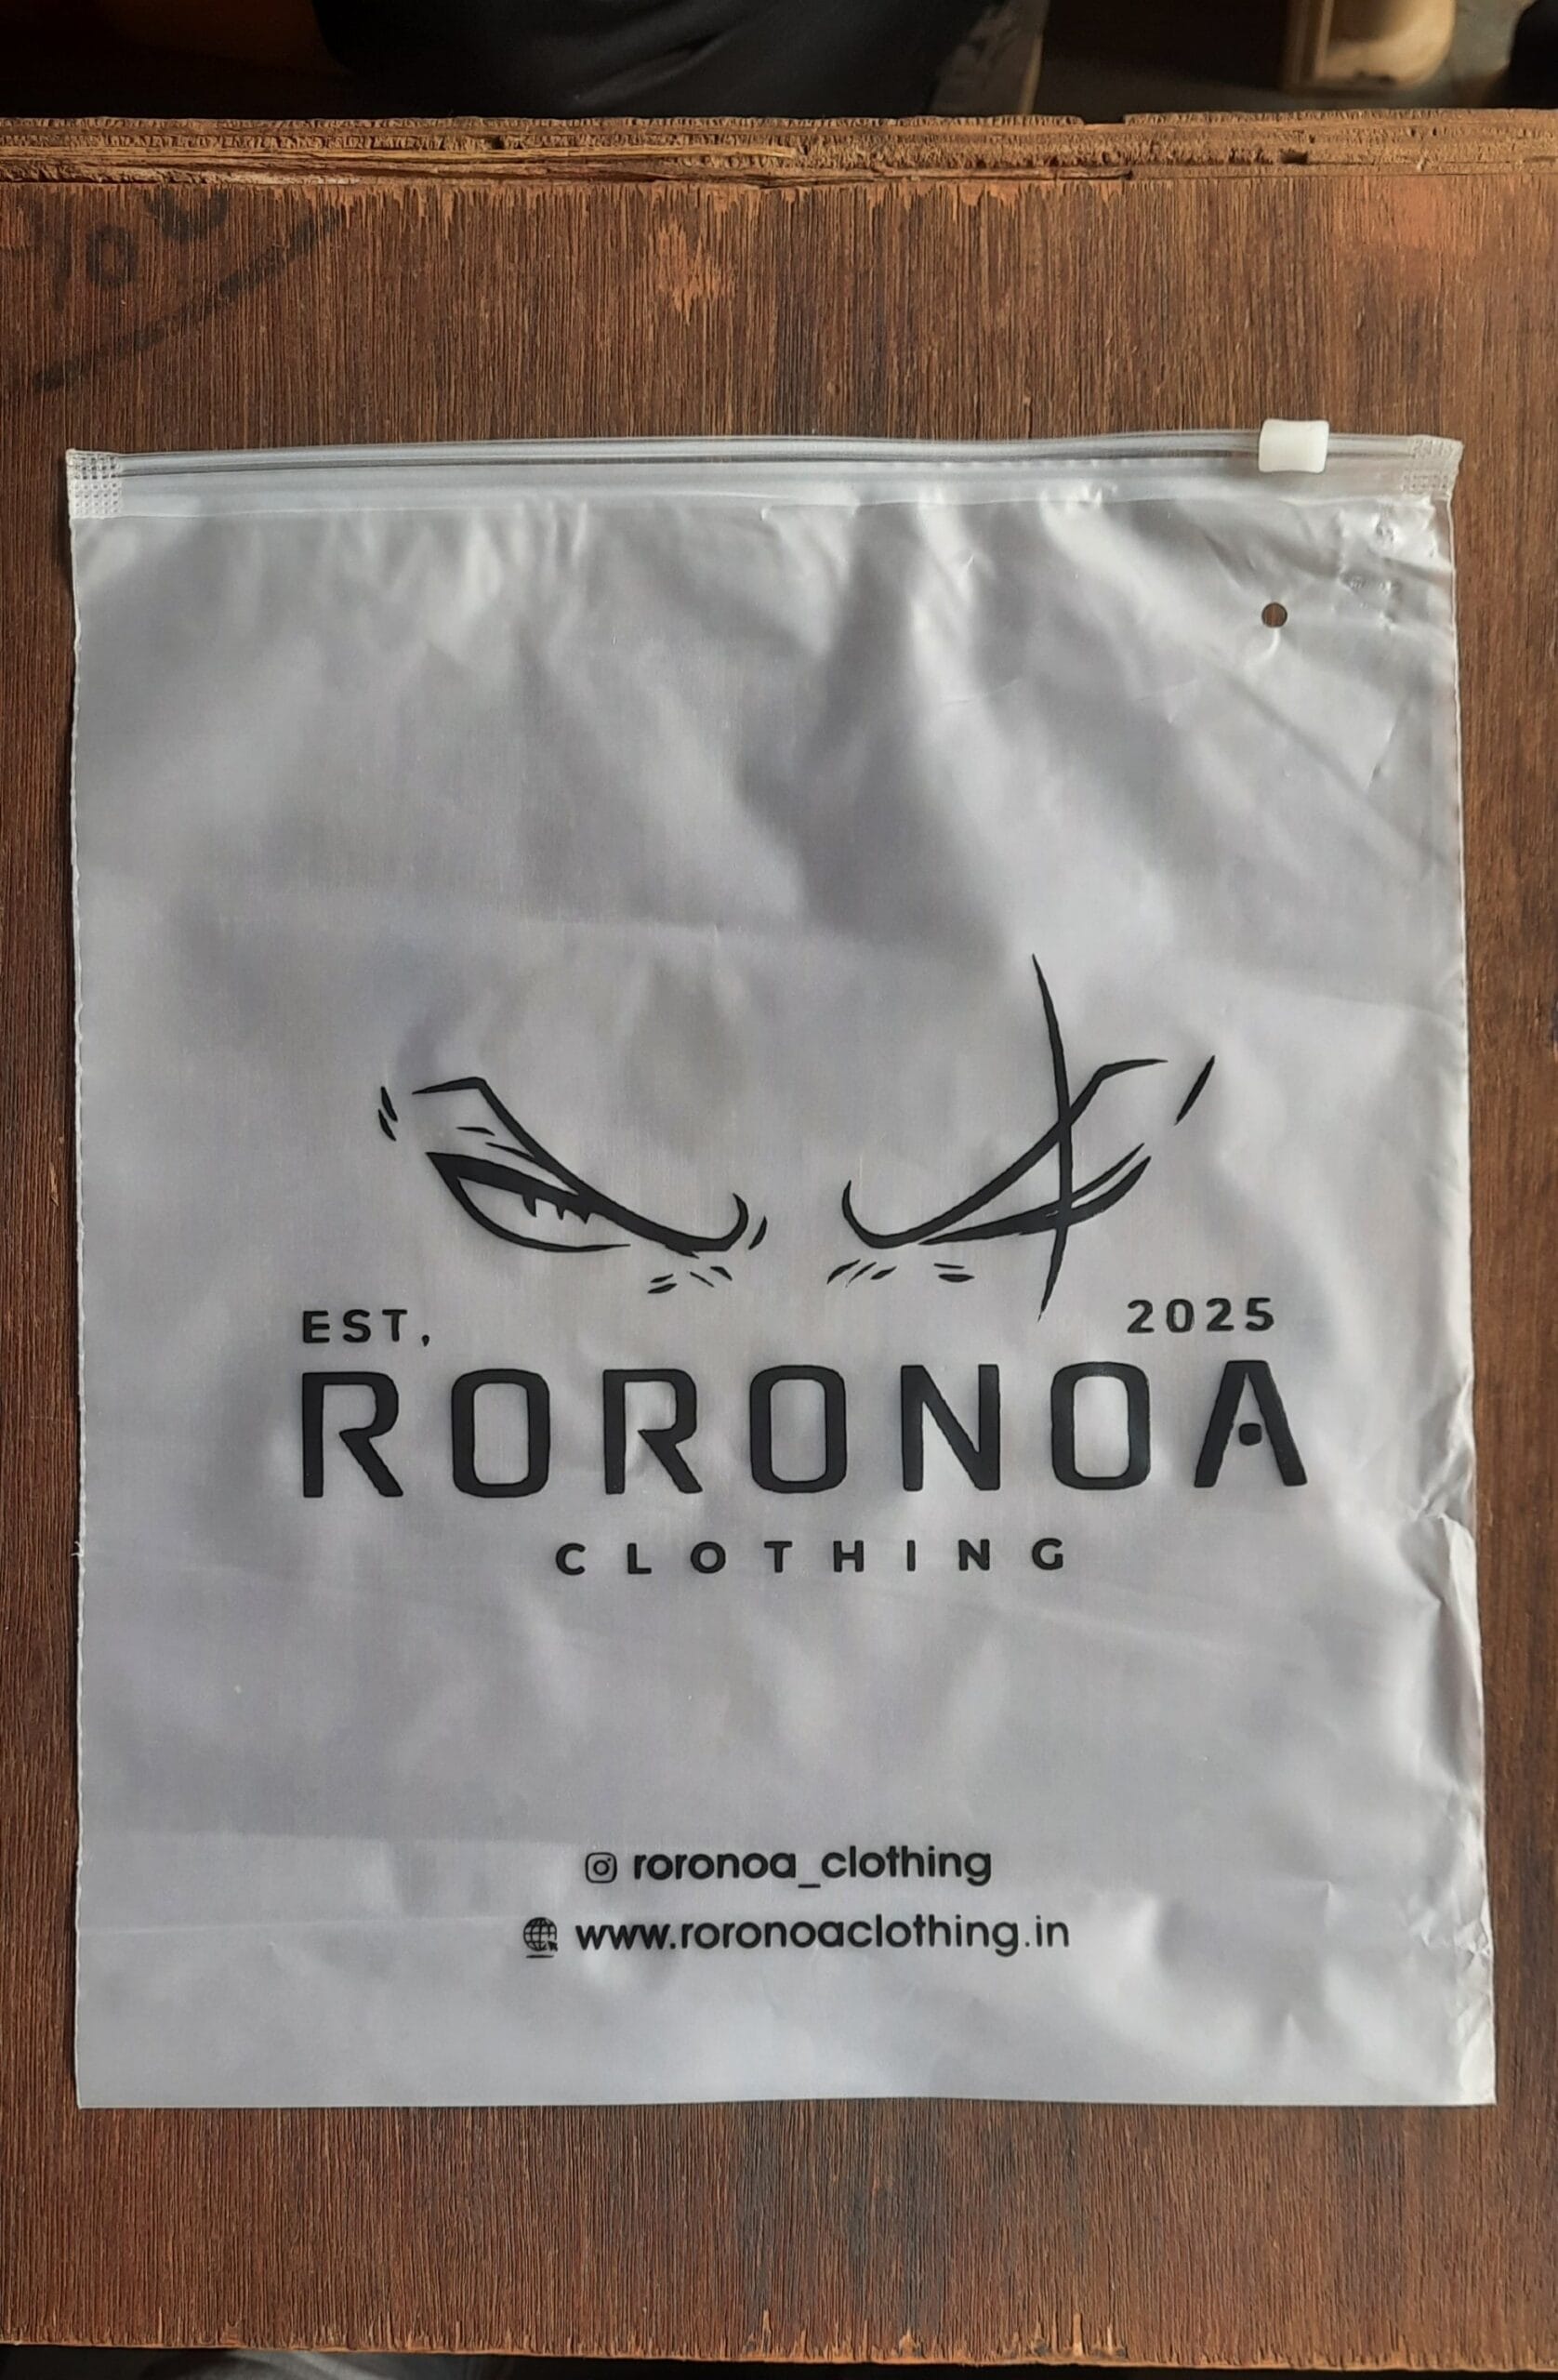 EST, 2025
RORONOA
CLOTHING
roronoa_clothing
www.roronoaclothing.in